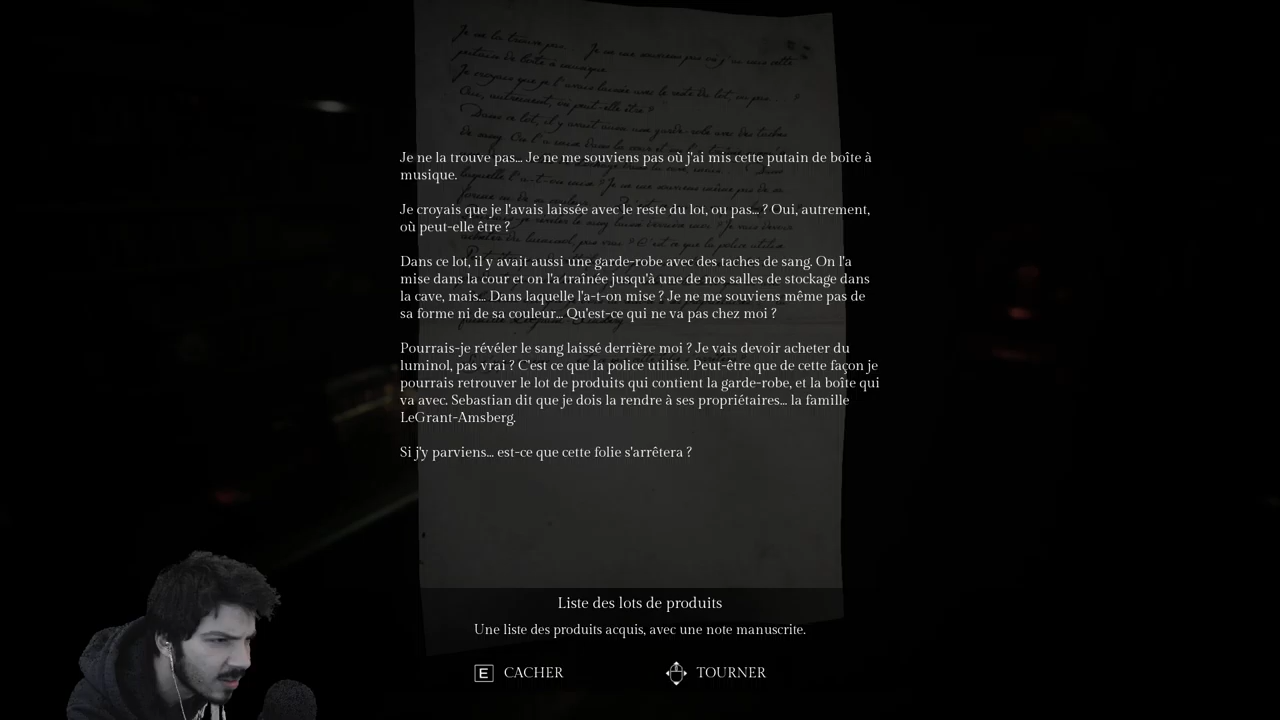 Je ne la trouve pas... Je ne me souviens pas où j'ai mis cette putain de boîte à
musique.
Je croyais que je l'avais laissée avec le reste du lot, ou pas... ? Oui, autrement,
où peut-elle être ?
Dans ce lot, il y avait aussi une garde-robe avec des taches de sang. On l'a
mise dans la cour et on l'a traînée jusqu'à une de nos salles de stockage dans
la cave, mais... Dans laquelle l'a-t-on mise ? Je ne me souviens même pas de
sa forme ni de sa couleur... Qu'est-ce qui ne va pas chez moi ?
Pourrais-je révéler le sang laissé derrière moi ? Je vais devoir acheter du
luminol, pas vrai ? C'est ce que la police utilise. Peut-être que de cette façon je
pourrais retrouver le lot de produits qui contient la garde-robe, et la boîte qui
va avec. Sebastian dit que je dois la rendre à ses propriétaires... la famille
LeGrant-Amsberg.
Si j'y parviens... est-ce que cette folie s'arrêtera ?
Liste des lots de produits
Une liste des produits acquis, avec une note manuscrite.
E CACHER
TOURNER